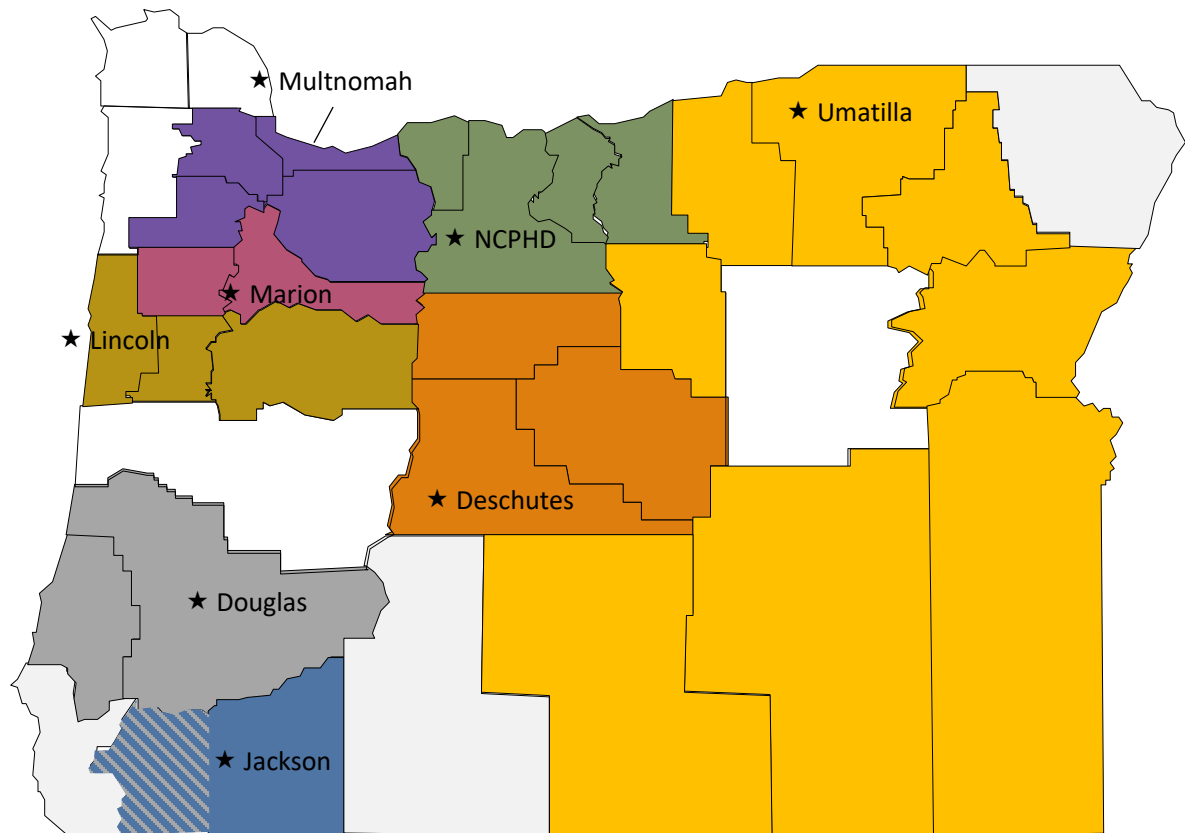 ★ Multnomah
★ Umatilla
★ NCPHD
★ Marion
★ Lincoln
★ Deschutes
★ Douglas
★ Jackson